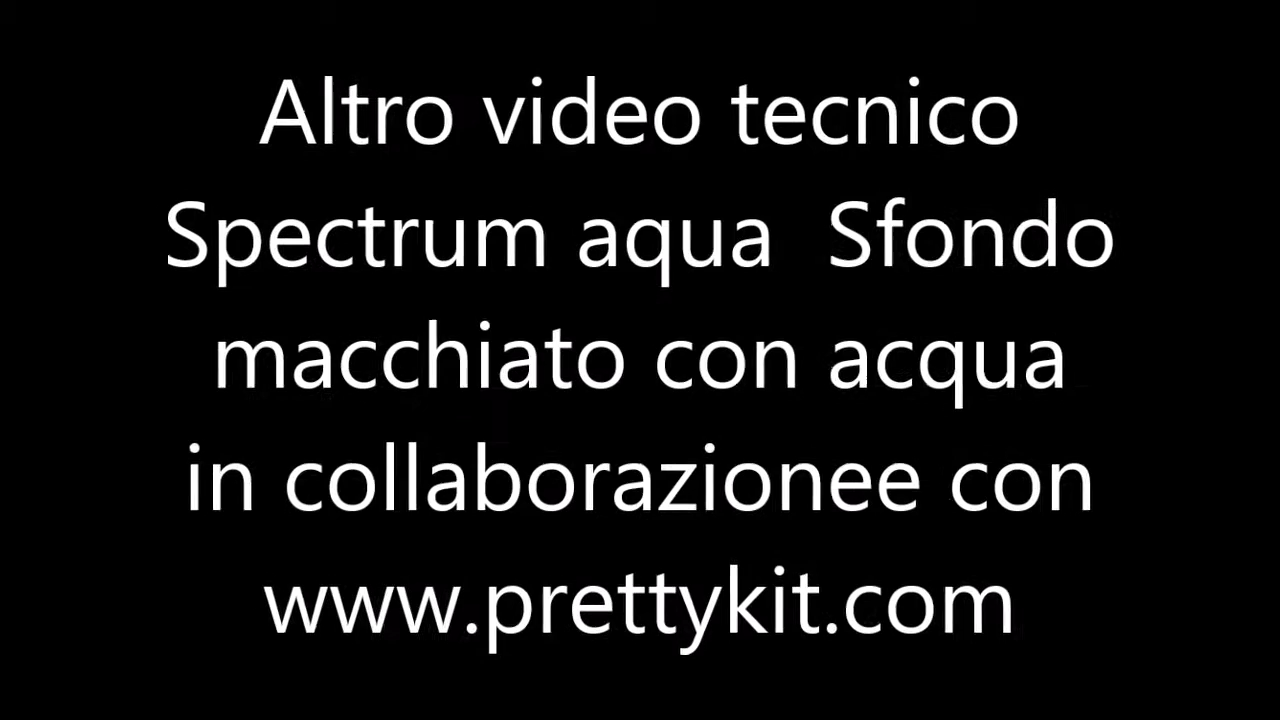 Altro video tecnico
Spectrum aqua  Sfondo
macchiato con acqua
in collaborazionee con
www.prettykit.com